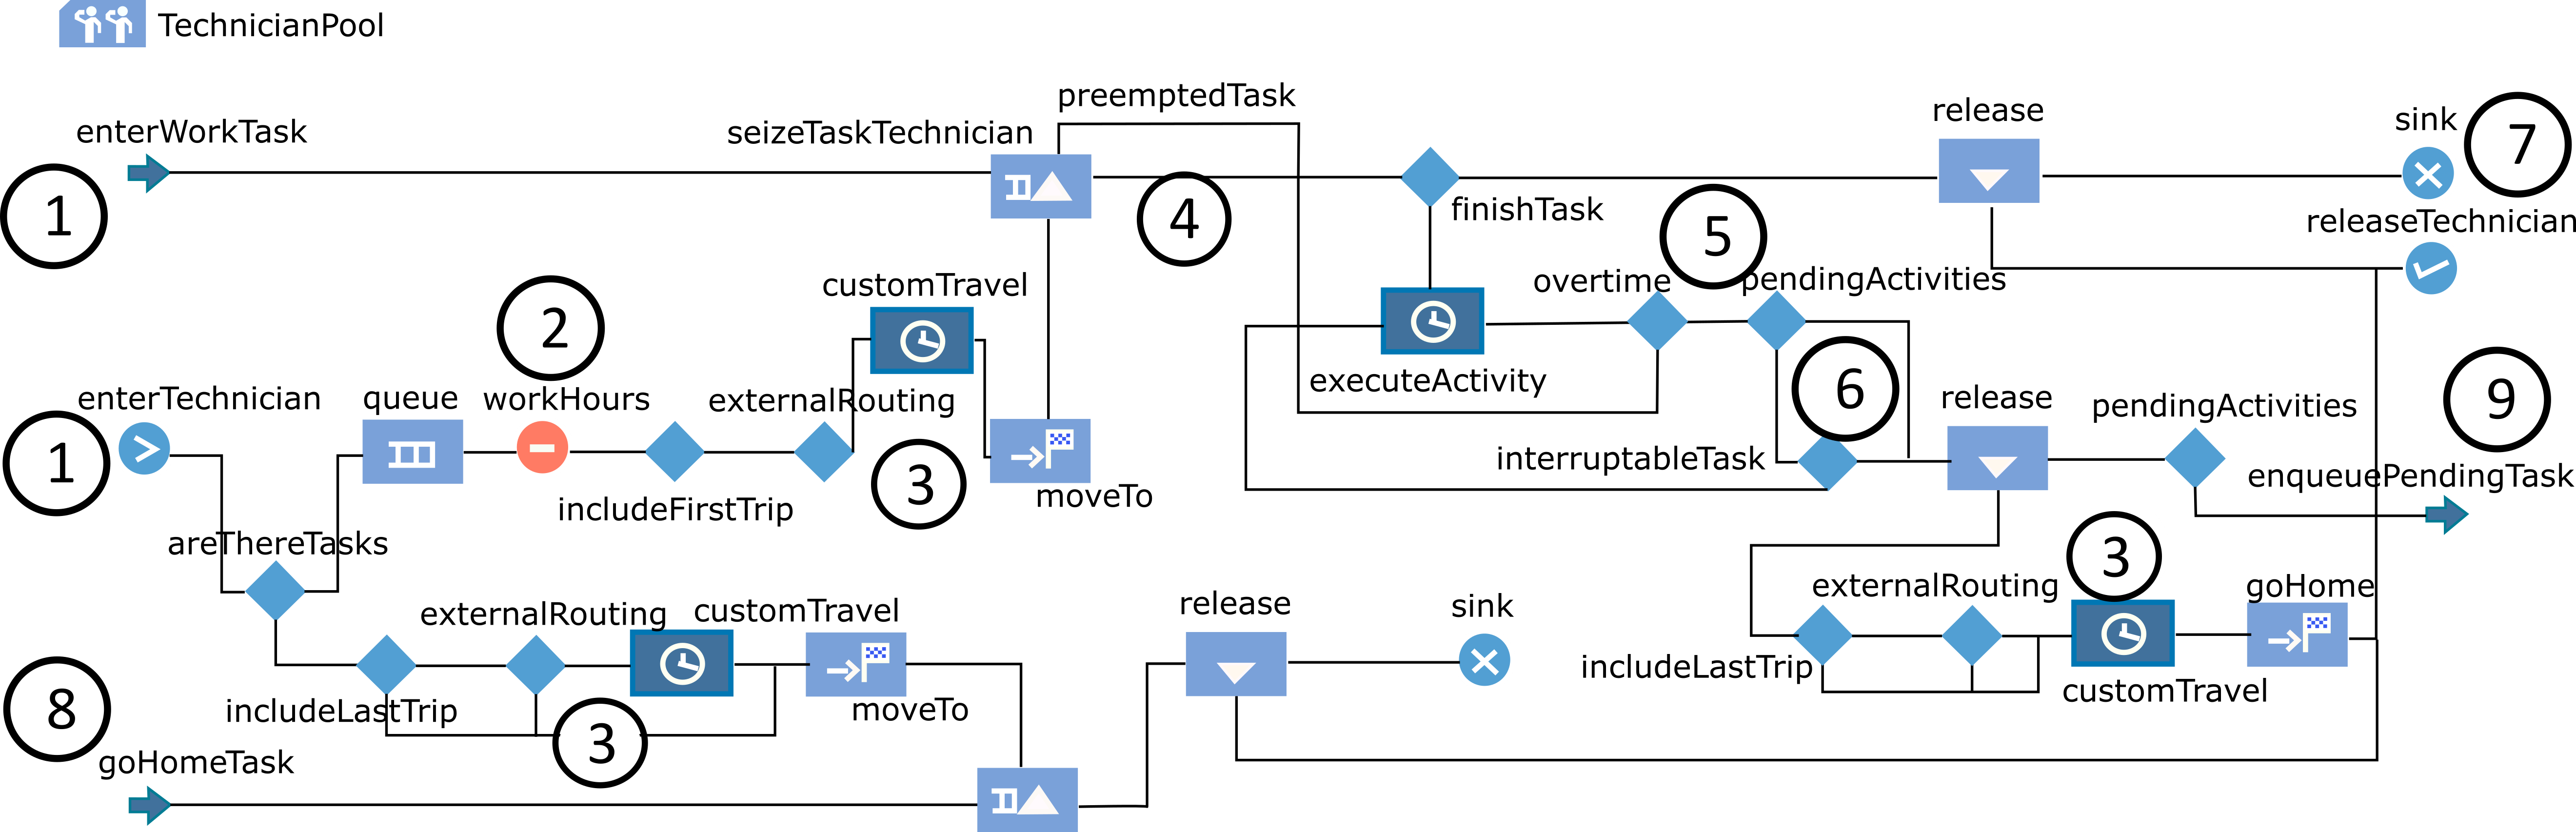 TechnicianPool
preemptedTask
release
sink
7
enterWorkTask
seizeTaskTechnician
1
4
finishTask
5
releaseTechnician
customTravel
2
overtime
pendingActivities
6
executeActivity
9
enterTechnician
queue
workHours
externalRouting
release
pendingActivities
1
3
interruptableTask
enqueuePendingTask
includeFirstTrip
moveTo
areThereTasks
3
externalRouting
customTravel
release
sink
externalRouting
goHome
8
includeLastTrip
3
moveTo
includeLastTrip
customTravel
goHomeTask